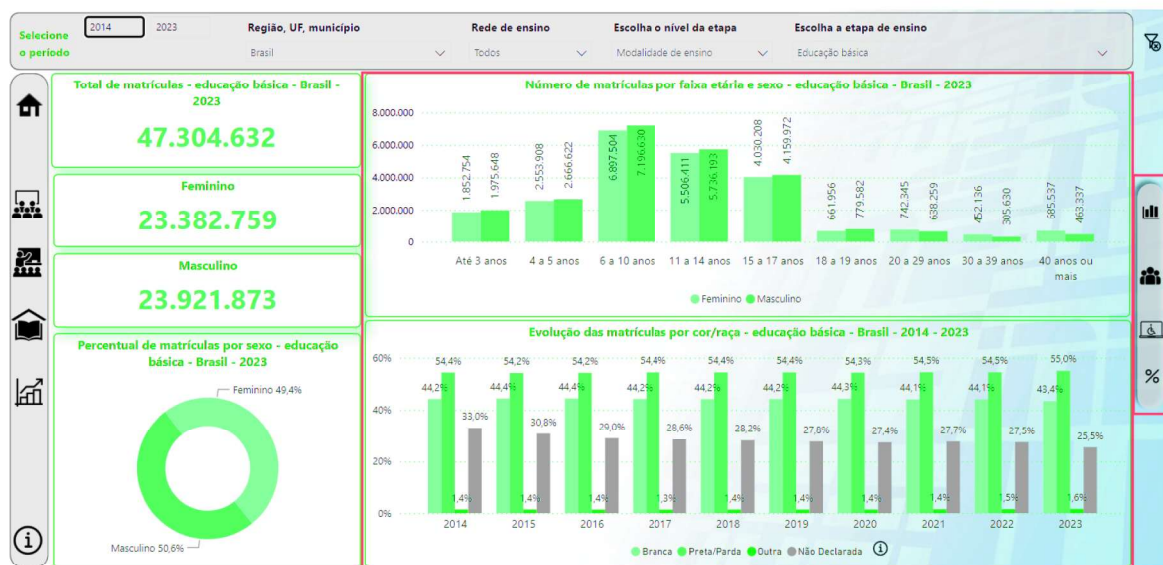 Selecione
o período
2014
2023
Região, UF, município
Brasil
Rede de ensino
Todos
Escolha o nível da etapa
Modalidade de ensino
Escolha a etapa de ensino
Educação básica
Total de matrículas - educação básica - Brasil -
2023
47.304.632
Feminino
23.382.759
Masculino
23.921.873
Percentual de matrículas por sexo - educação
básica - Brasil - 2023
Feminino 49,4%
Masculino 50,6%
Número de matrículas por faixa etária e sexo - educação básica - Brasil - 2023
8.000.000
6.000.000
4.000.000
2.000.000
0
1.852.754
1.975.648
2.553.908
2.666.622
6.897.504
7.196.630
5.506.411
5.736.193
4.030.208
4.159.972
661.956
779.582
742.345
638.259
452.136
305.630
463.337
Até 3 anos
4 a 5 anos
6 a 10 anos
11 a 14 anos
15 a 17 anos
18 a 19 anos
20 a 29 anos
30 a 39 anos
40 anos ou
mais
Feminino
Masculino
Evolução das matrículas por cor/raça - educação básica - Brasil - 2014 - 2023
60%
40%
20%
0%
44,2%
54,4%
1,4%
33,0%
44,4%
54,2%
1,4%
30,8%
44,4%
54,2%
1,4%
29,0%
44,2%
54,4%
1,3%
28,6%
44,2%
54,4%
1,4%
28,2%
44,2%
54,4%
1,4%
44,3%
54,3%
1,4%
27,4%
44,1%
54,5%
1,4%
27,7%
44,1%
54,5%
1,5%
27,5%
43,4%
55,0%
1,6%
25,5%
2014
2015
2016
2017
2018
2019
2020
2021
2022
2023
Branca
Preta/Parda
Outra
Não Declarada
%